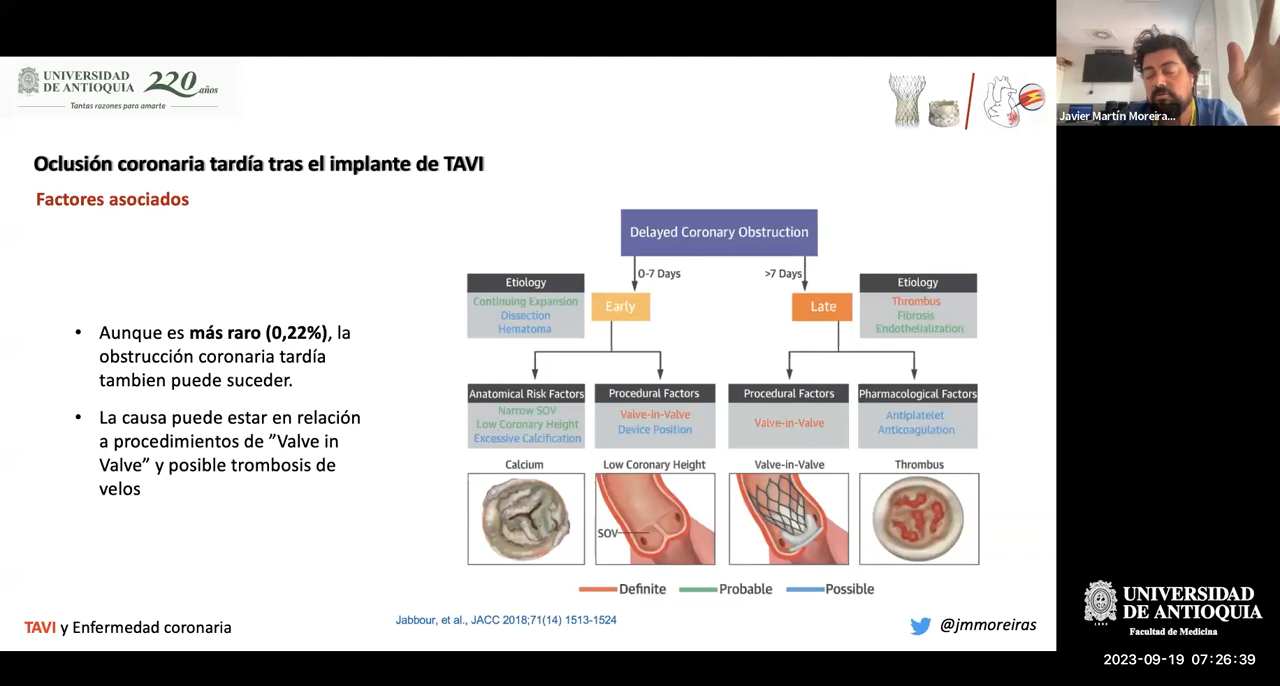 UNIVERSIDAD
DE ANTIOQUIA
220 años
Tantas razones para amarte
Javier Martín Moreira...
Oclusión coronaria tardía tras el implante de TAVI
Factores asociados
• Aunque es más raro (0,22%), la
obstrucción coronaria tardía
tambien puede suceder.
• La causa puede estar en relación
a procedimientos de ”Valve in
Valve” y posible trombosis de
velos
Delayed Coronary Obstruction
0-7 Days
>7 Days
Etiology
Continuing Expansion
Dissection
Hematoma
Early
Late
Etiology
Thrombus
Fibrosis
Endothelialization
Anatomical Risk Factors
Narrow SOV
Low Coronary Height
Excessive Calcification
Procedural Factors
Valve-in-Valve
Device Position
Procedural Factors
Valve-in-Valve
Pharmacological Factors
Antiplatelet
Anticoagulation
Calcium
Low Coronary Height
Valve-in-Valve
Thrombus
SOV
Definite
Probable
Possible
TAVI y Enfermedad coronaria
Jabbour, et al., JACC 2018;71(14) 1513-1524
@jmmoreiras
UNIVERSIDAD
DE ANTIOQUIA
Facultad de Medicina
2023-09-19 07:26:39